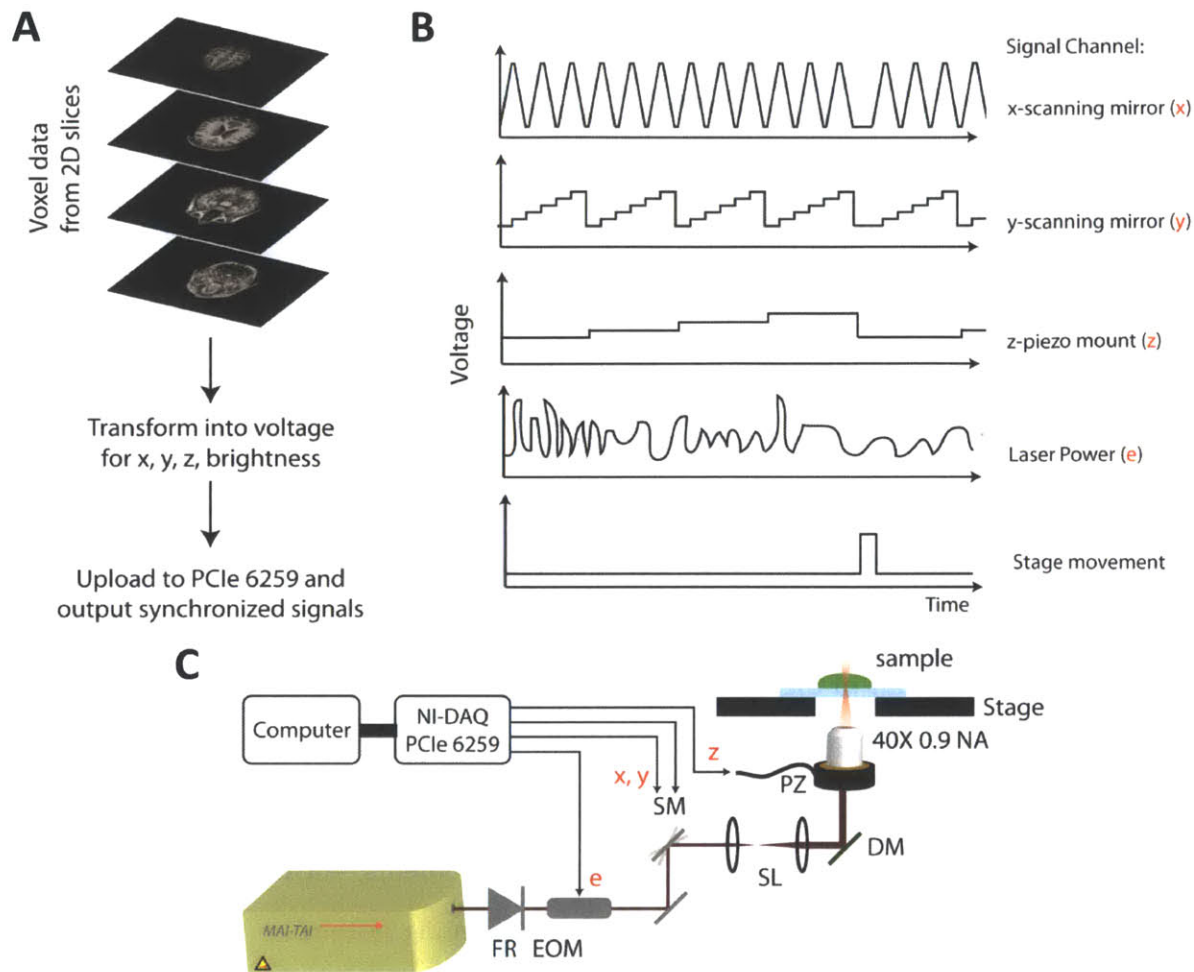 A
Voxel data
from 2D slices
Transform into voltage
for x, y, z, brightness
Upload to PCIe 6259 and
output synchronized signals
B
Signal Channel:
x-scanning mirror (x)
y-scanning mirror (y)
z-piezo mount (z)
Laser Power (e)
Stage movement
Voltage
Time
C
Computer
NI-DAQ
PCIe 6259
x, y
SM
z
PZ
sample
Stage
40X 0.9 NA
DM
SL
e
MAI-TAI
FR
EOM